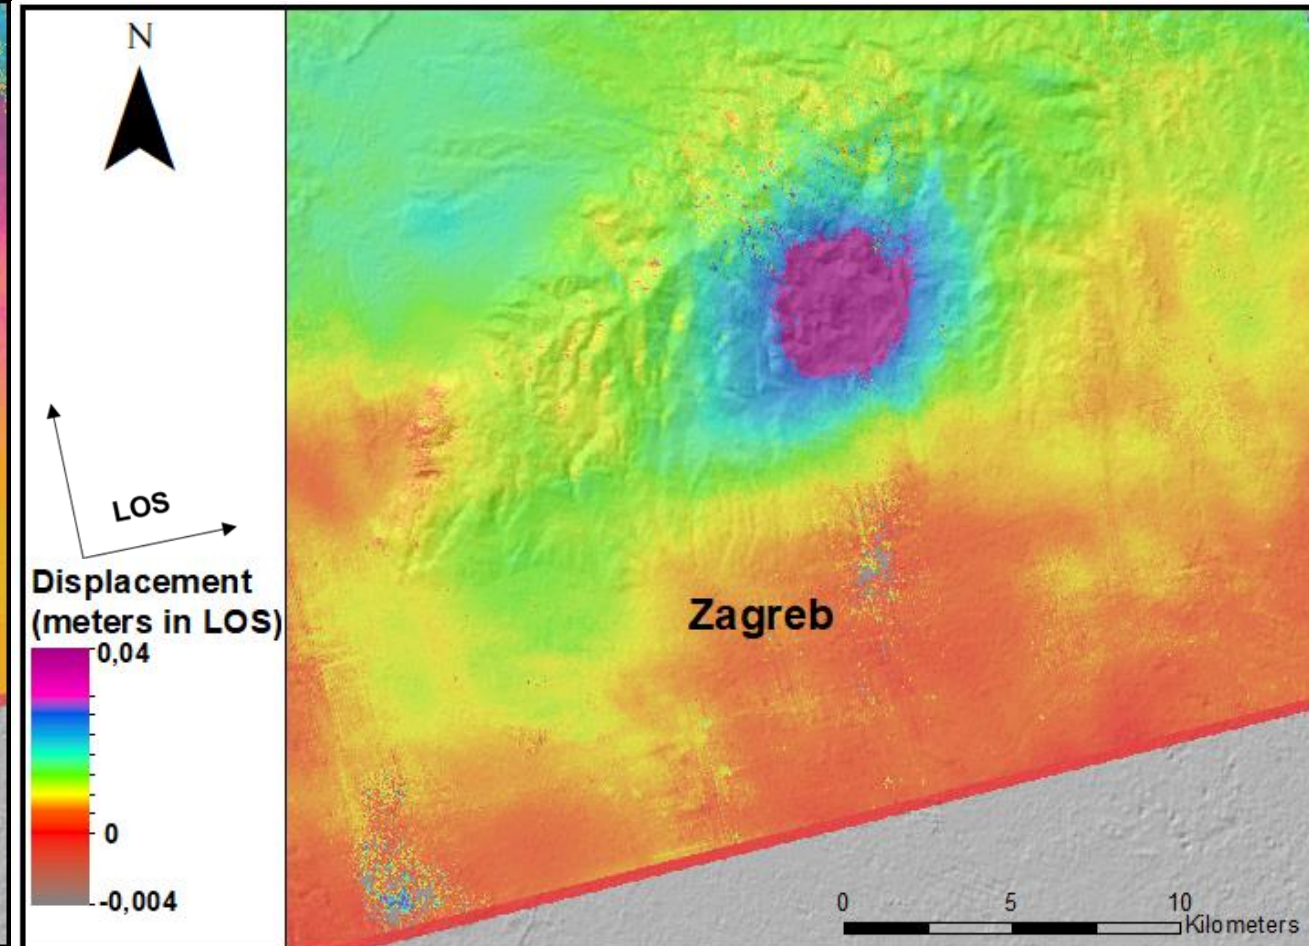 N
LOS
Displacement
(meters in LOS)
0,04
0
-0,004
Zagreb
0 5 10
Kilometers